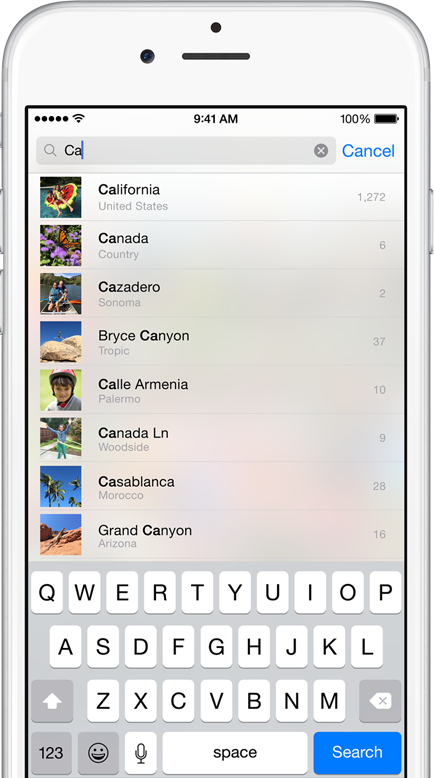 9:41 AM 100%
Ca Cancel
California
United States 1,272
Canada
Country 6
Cazadero
Sonoma 2
Bryce Canyon
Tropic 37
Calle Armenia
Palermo 10
Canada Ln
Woodside 9
Casablanca
Morocco 28
Grand Canyon
Arizona 16
Q W E R T Y U I O P
A S D F G H J K L
Z X C V B N M
123 space Search